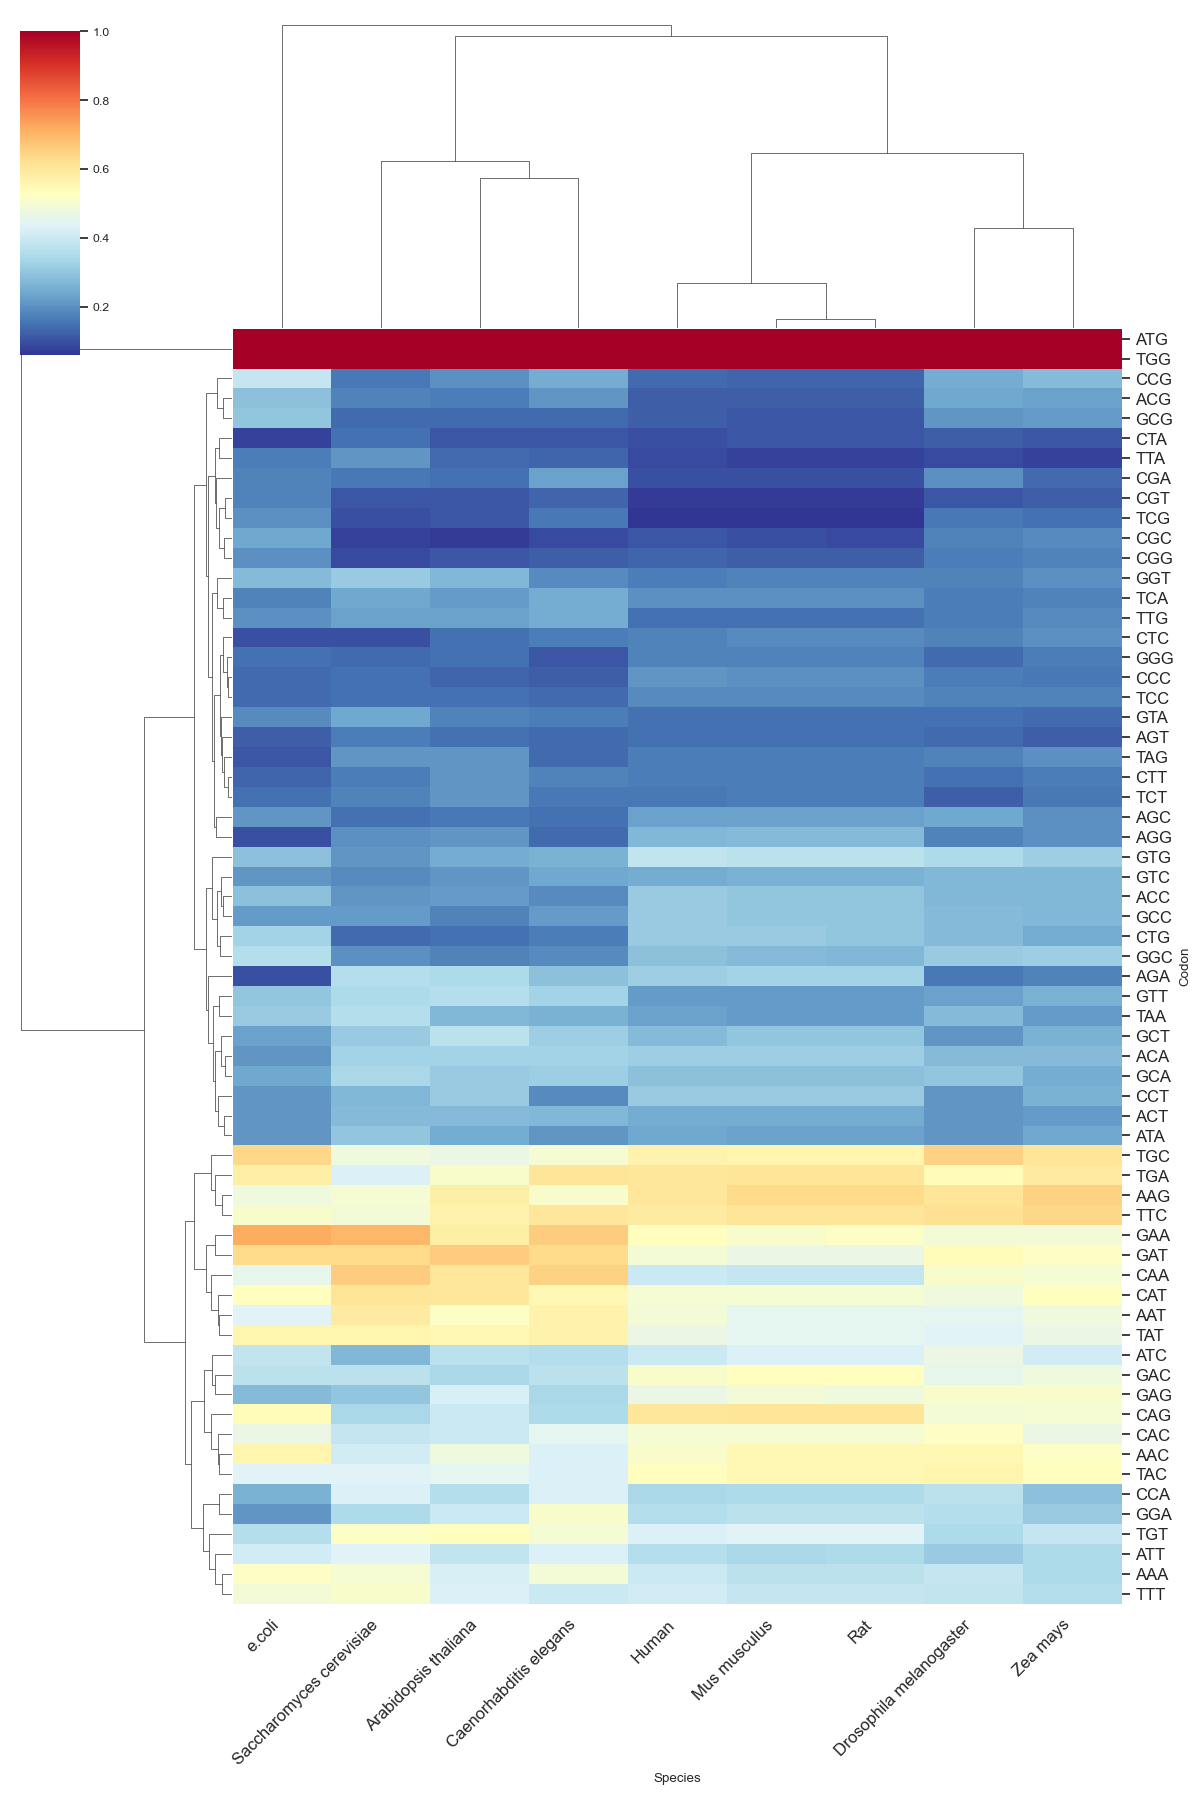 1.0
0.8
0.6
0.4
0.2
ATG
TGG
CCG
ACG
GCG
CTA
TTA
CGA
CGT
TCG
CGC
CGG
GGT
TCA
TTG
CTC
GGG
CCC
TCC
GTA
AGT
TAG
CTT
TCT
AGC
AGG
GTG
GTC
ACC
GCC
CTG
GGC
AGA
GTT
TAA
GCT
ACA
GCA
CCT
ACT
ATA
TGC
TGA
AAG
TTC
GAA
GAT
CAA
CAT
AAT
TAT
ATC
GAC
GAG
CAG
CAC
AAC
TAC
CCA
GGA
TGT
ATT
AAA
TTT
Codon
e.coli
Saccharomyces cerevisiae
Arabidopsis thaliana
Caenorhabditis elegans
Human
Mus musculus
Rat
Drosophila melanogaster
Zea mays
Species